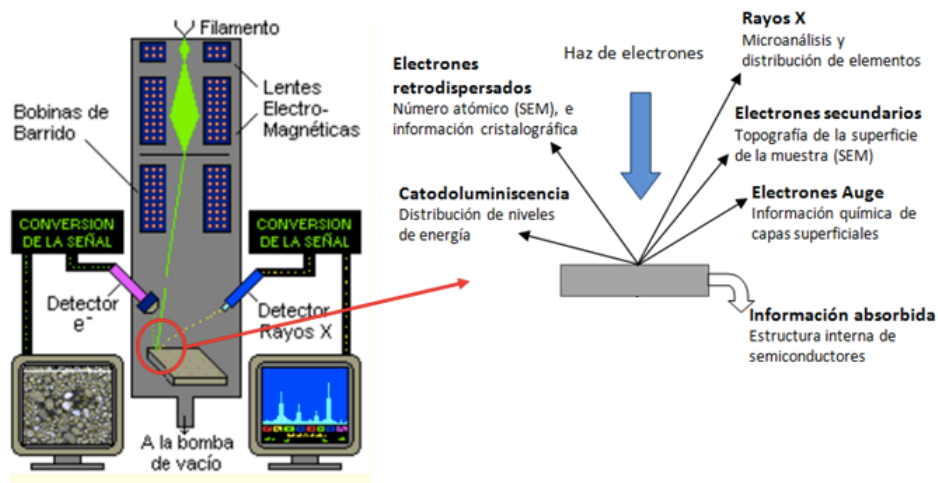 Filamento
Lentes
Electro-
Magnéticas
Bobinas de
Barrido
CONVERSION
DE LA SEÑAL
CONVERSION
DE LA SEÑAL
Detector
e-
Detector
Rayos X
A la bomba
de vacío
Haz de electrones
Electrones
retrodispersados
Número atómico (SEM), e
información cristalográfica
Catodoluminiscencia
Distribución de niveles
de energía
Rayos X
Microanálisis y
distribución de elementos
Electrones secundarios
Topografía de la superficie
de la muestra (SEM)
Electrones Auge
Información química de
capas superficiales
Información absorbida
Estructura interna de
semiconductores